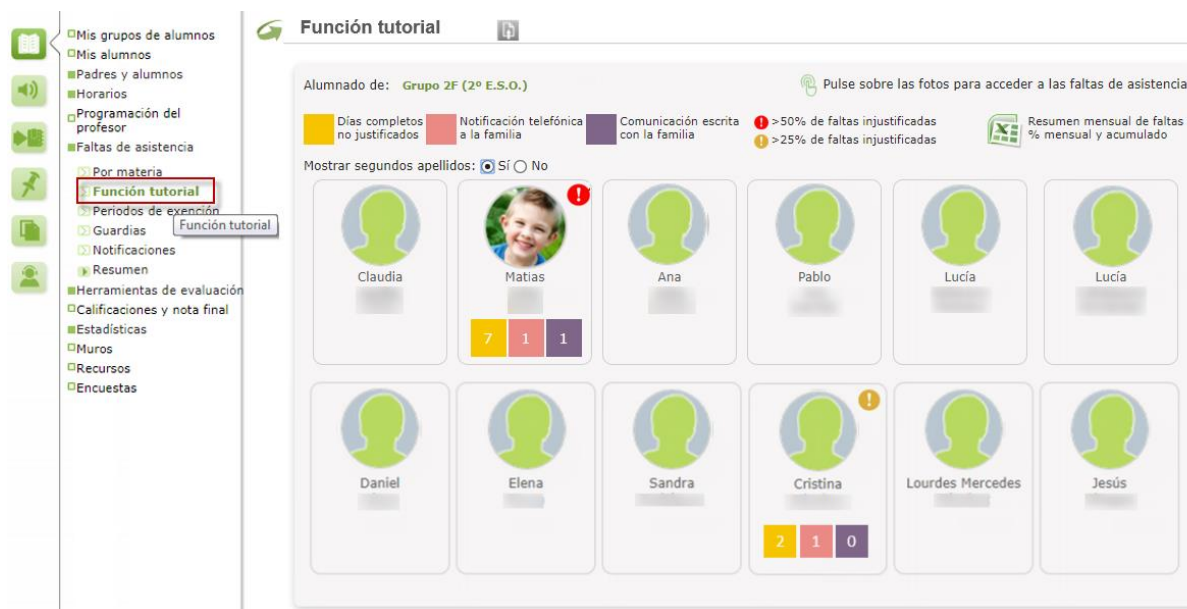 Mis grupos de alumnos
Mis alumnos
Padres y alumnos
Horarios
Programación del
profesor
Faltas de asistencia
Por materia
Función tutorial
Periodos de exención
Función tutorial
Guardias
Notificaciones
Resumen
Herramientas de evaluación
Calificaciones y nota final
Estadísticas
Muros
Recursos
Encuestas
Función tutorial
Alumnado de: Grupo 2F (2º E.S.O.)
Pulse sobre las fotos para acceder a las faltas de asistencia
Días completos
no justificados
Notificación telefónica
a la familia
Comunicación escrita
con la familia
>50% de faltas injustificadas
>25% de faltas injustificadas
Resumen mensual de faltas
% mensual y acumulado
Mostrar segundos apellidos: Sí No
Claudia
Matias
Ana
Pablo
Lucía
Lucía
7 1 1
Daniel
Elena
Sandra
Cristina
Lourdes Mercedes
Jesús
2 1 0